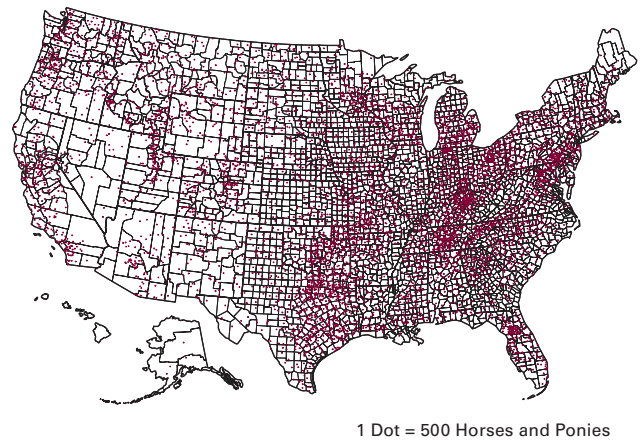 1 Dot = 500 Horses and Ponies